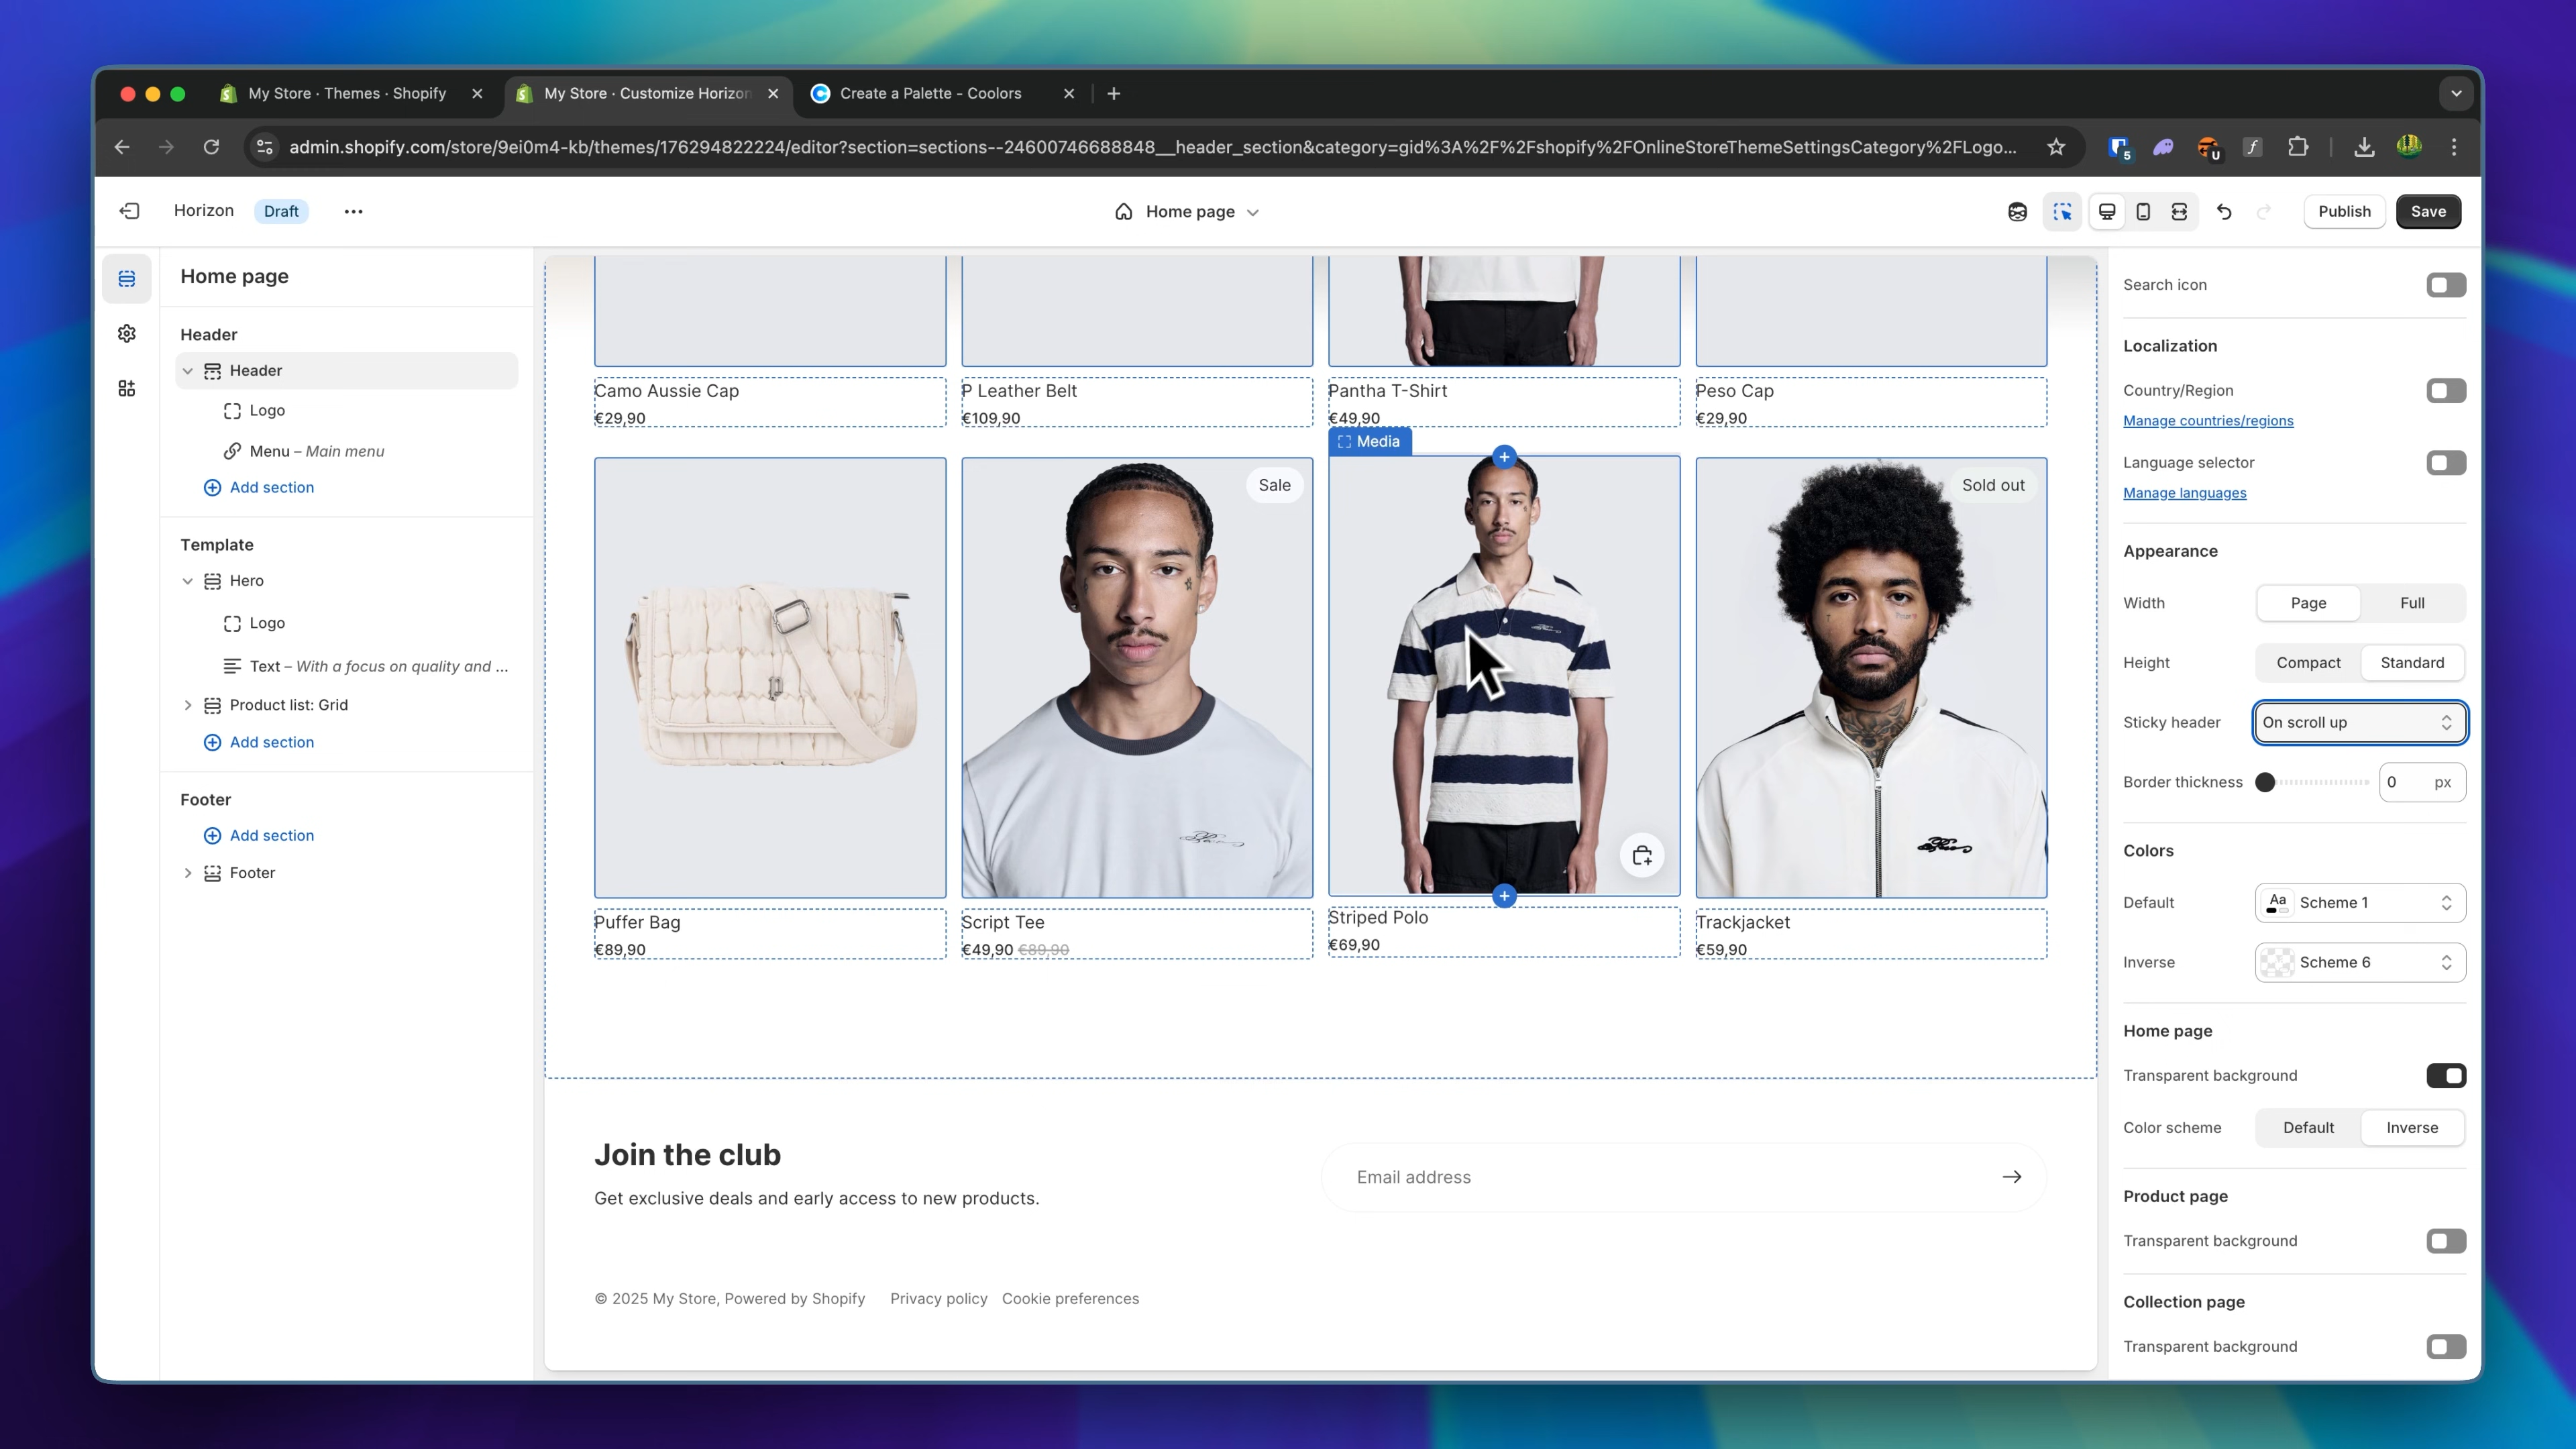 My Store · Themes · Shopify
My Store · Customize Horizon
Create a Palette - Coolors
admin.shopify.com/store/9ei0m4-kb/themes/176294822224/editor?section=sections--24600746688848__header_section&category=gid%3A%2F%2Fshopify%2FOnlineStoreThemeSettingsCategory%2FLogo...
5
U
Horizon
Draft
Home page
Publish
Save
Home page
Header
Header
Logo
Menu – Main menu
Add section
Template
Hero
Logo
Text – With a focus on quality and ...
Product list: Grid
Add section
Footer
Add section
Footer
Camo Aussie Cap
€29,90
P Leather Belt
€109,90
Pantha T-Shirt
€49,90
Peso Cap
€29,90
Media
Sale
Sold out
Puffer Bag
€89,90
Script Tee
€49,90 €89,90
Striped Polo
€69,90
Trackjacket
€59,90
Join the club
Get exclusive deals and early access to new products.
Email address
© 2025 My Store, Powered by Shopify Privacy policy Cookie preferences
Search icon
Localization
Country/Region
Manage countries/regions
Language selector
Manage languages
Appearance
Width Page Full
Height Compact Standard
Sticky header On scroll up
Border thickness 0 px
Colors
Default Aa Scheme 1
Inverse Scheme 6
Home page
Transparent background
Color scheme Default Inverse
Product page
Transparent background
Collection page
Transparent background